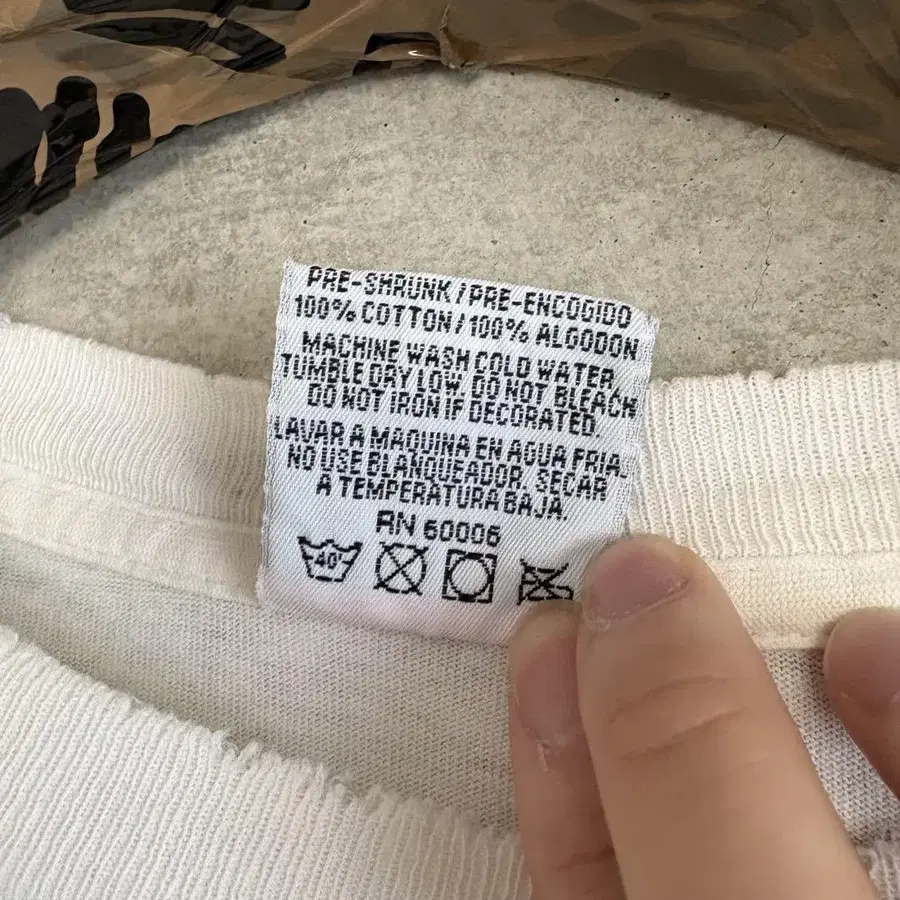 PRE-SHRUNK/PRE-ENCOGIDO
100% COTTON/100% ALGODON
MACHINE WASH COLD WATER.
TUMBLE DRY LOW. DO NOT BLEACH
DO NOT IRON IF DECORATED.
LAVAR A MAQUINA EN AGUA FRIA.
NO USE BLANQUEADOR. SECAR
A TEMPERATURA BAJA.
RN 60006
40°